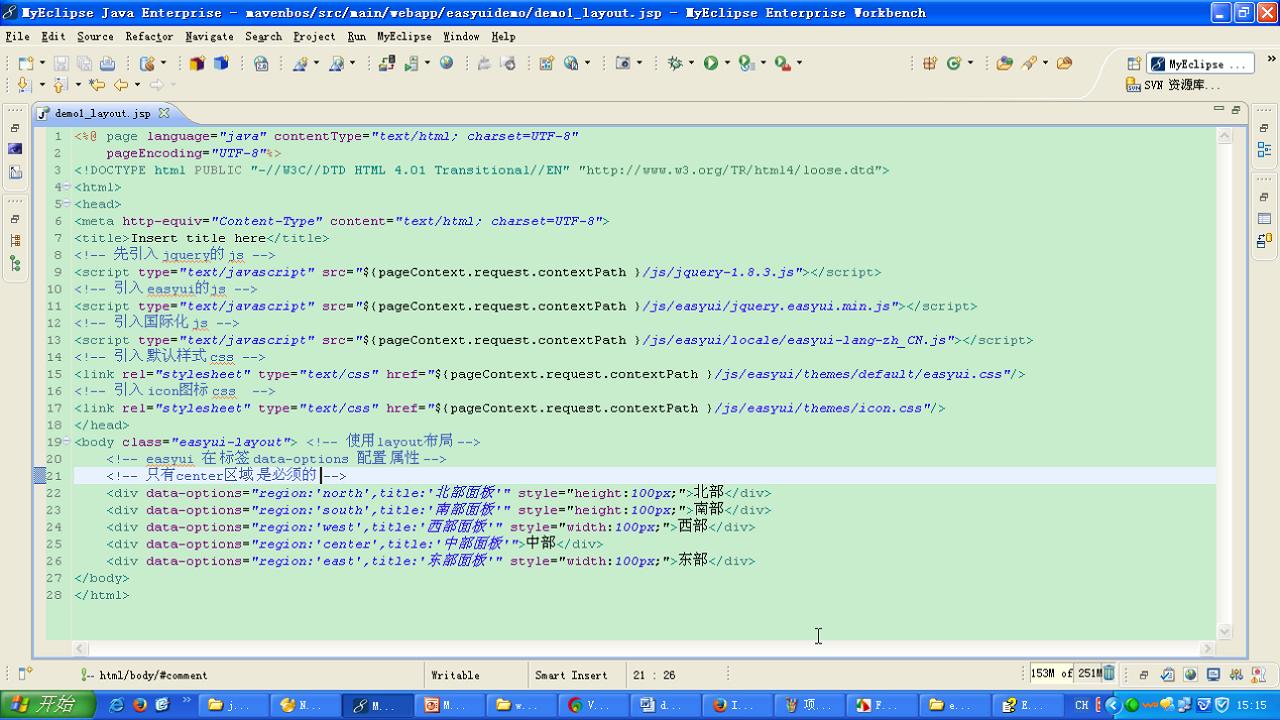 MyEclipse Java Enterprise - mavenbos/src/main/webapp/easyuidemo/demo1_layout.jsp - MyEclipse Enterprise Workbench
File Edit Source Refactor Navigate Search Project Run MyEclipse Window Help
MyEclipse ...
SVN 资源库...
demo1_layout.jsp
1 <%@ page language="java" contentType="text/html; charset=UTF-8"
2 pageEncoding="UTF-8"%>
3 <!DOCTYPE html PUBLIC "-//W3C//DTD HTML 4.01 Transitional//EN" "http://www.w3.org/TR/html4/loose.dtd">
4 <html>
5 <head>
6 <meta http-equiv="Content-Type" content="text/html; charset=UTF-8">
7 <title>Insert title here</title>
8 <!-- 先引入 jquery的 js -->
9 <script type="text/javascript" src="${pageContext.request.contextPath }/js/jquery-1.8.3.js"></script>
10 <!-- 引入 easyui的js -->
11 <script type="text/javascript" src="${pageContext.request.contextPath }/js/easyui/jquery.easyui.min.js"></script>
12 <!-- 引入国际化 js -->
13 <script type="text/javascript" src="${pageContext.request.contextPath }/js/easyui/locale/easyui-lang-zh_CN.js"></script>
14 <!-- 引入 默认样式 css -->
15 <link rel="stylesheet" type="text/css" href="${pageContext.request.contextPath }/js/easyui/themes/default/easyui.css"/>
16 <!-- 引入 icon图标 css  -->
17 <link rel="stylesheet" type="text/css" href="${pageContext.request.contextPath }/js/easyui/themes/icon.css"/>
18 </head>
19 <body class="easyui-layout"> <!-- 使用 layout布局 -->
20 <!-- easyui 在 标签 data-options 配置 属性 -->
21 <!-- 只有center区域 是必须的 -->
22 <div data-options="region:'north',title:'北部面板'" style="height:100px;">北部</div>
23 <div data-options="region:'south',title:'南部面板'" style="height:100px;">南部</div>
24 <div data-options="region:'west',title:'西部面板'" style="width:100px;">西部</div>
25 <div data-options="region:'center',title:'中部面板'">中部</div>
26 <div data-options="region:'east',title:'东部面板'" style="width:100px;">东部</div>
27 </body>
28 </html>
html/body/#comment Writable Smart Insert 21 : 26 153M of 251M
开始 j... N... M... M... w... V... d... I... 项... F... e... E... CH 15:15